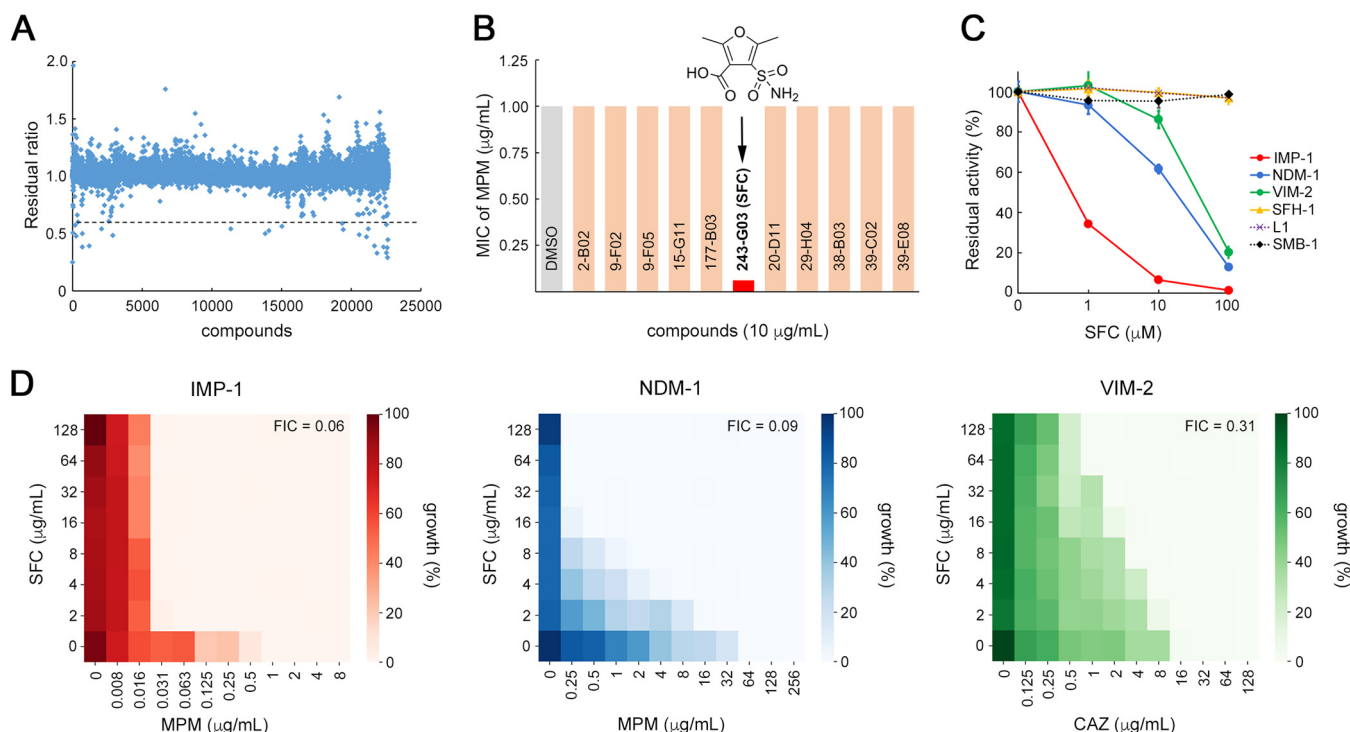 A
Residual ratio
2.0
1.5
1.0
0.5
0
0
5000
10000
15000
20000
25000
compounds
B
MIC of MPM (μg/mL)
1.25
1.00
0.75
0.50
0.25
O
HO
O
S
O
O
NH2
DMSO
2-B02
9-F02
9-F05
15-G11
177-B03
243-G03 (SFC)
20-D11
29-H04
38-B03
39-C02
39-E08
compounds (10 μg/mL)
C
Residual activity (%)
100
80
60
40
20
0
0
1
10
100
SFC (μM)
IMP-1
NDM-1
VIM-2
SFH-1
L1
SMB-1
D
IMP-1
FIC = 0.06
SFC (μg/mL)
128
64
32
16
8
4
2
0
0
0.008
0.016
0.031
0.063
0.125
0.25
0.5
1
2
4
8
MPM (μg/mL)
100
80
60
40
20
0
growth (%)
NDM-1
FIC = 0.09
SFC (μg/mL)
128
64
32
16
8
4
2
0
0
0.25
0.5
1
2
4
8
16
32
64
128
256
MPM (μg/mL)
100
80
60
40
20
0
growth (%)
VIM-2
FIC = 0.31
SFC (μg/mL)
128
64
32
16
8
4
2
0
0
0.125
0.25
0.5
1
2
4
8
16
32
64
128
CAZ (μg/mL)
100
80
60
40
20
0
growth (%)